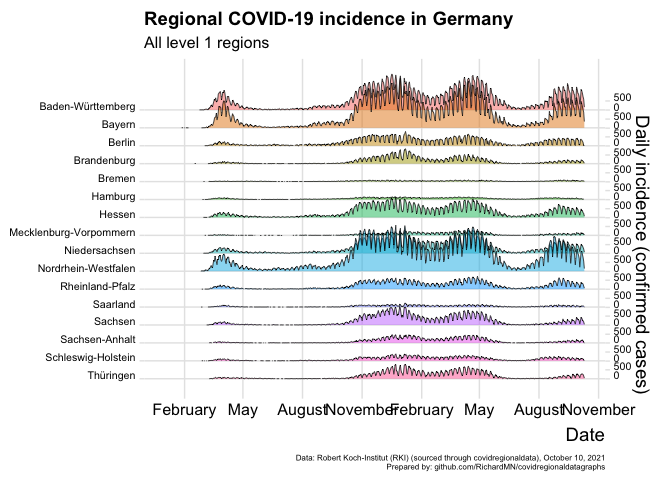 Regional COVID-19 incidence in Germany
All level 1 regions
Baden-Württemberg
Bayern
Berlin
Brandenburg
Bremen
Hamburg
Hessen
Mecklenburg-Vorpommern
Niedersachsen
Nordrhein-Westfalen
Rheinland-Pfalz
Saarland
Sachsen
Sachsen-Anhalt
Schleswig-Holstein
Thüringen
500
0
500
0
500
0
500
0
500
0
500
0
500
0
500
0
500
0
500
0
500
0
500
0
500
0
500
0
500
0
500
0
Daily incidence (confirmed cases)
February May August November February May August November
Date
Data: Robert Koch-Institut (RKI) (sourced through covidregionaldata), October 10, 2021
Prepared by: github.com/RichardMN/covidregionaldatagraphs